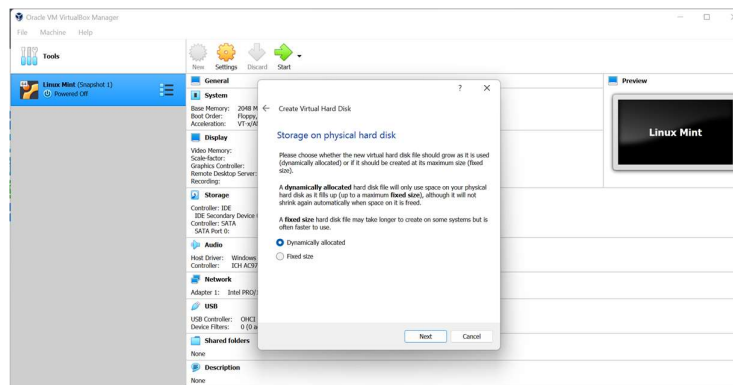 Oracle VM VirtualBox Manager
File Machine Help
Tools
New Settings Discard Start
Linux Mint (Snapshot 1)
Powered Off
General
System
Base Memory: 2048 M
Boot Order: Floppy,
Acceleration: VT-x/A
Display
Video Memory:
Scale-factor:
Graphics Controller:
Remote Desktop Server:
Recording:
Storage
Controller: IDE
IDE Secondary Device
Controller: SATA
SATA Port 0:
Audio
Host Driver: Windows
Controller: ICH AC97
Network
Adapter 1: Intel PRO/
USB
USB Controller: OHCI
Device Filters: 0 (0 a
Shared folders
None
Description
None
Preview
Linux Mint
Create Virtual Hard Disk
Storage on physical hard disk
Please choose whether the new virtual hard disk file should grow as it is used
(dynamically allocated) or if it should be created at its maximum size (fixed
size).
A dynamically allocated hard disk file will only use space on your physical
hard disk as it fills up (up to a maximum fixed size), although it will not
shrink again automatically when space on it is freed.
A fixed size hard disk file may take longer to create on some systems but is
often faster to use.
Dynamically allocated
Fixed size
Next Cancel